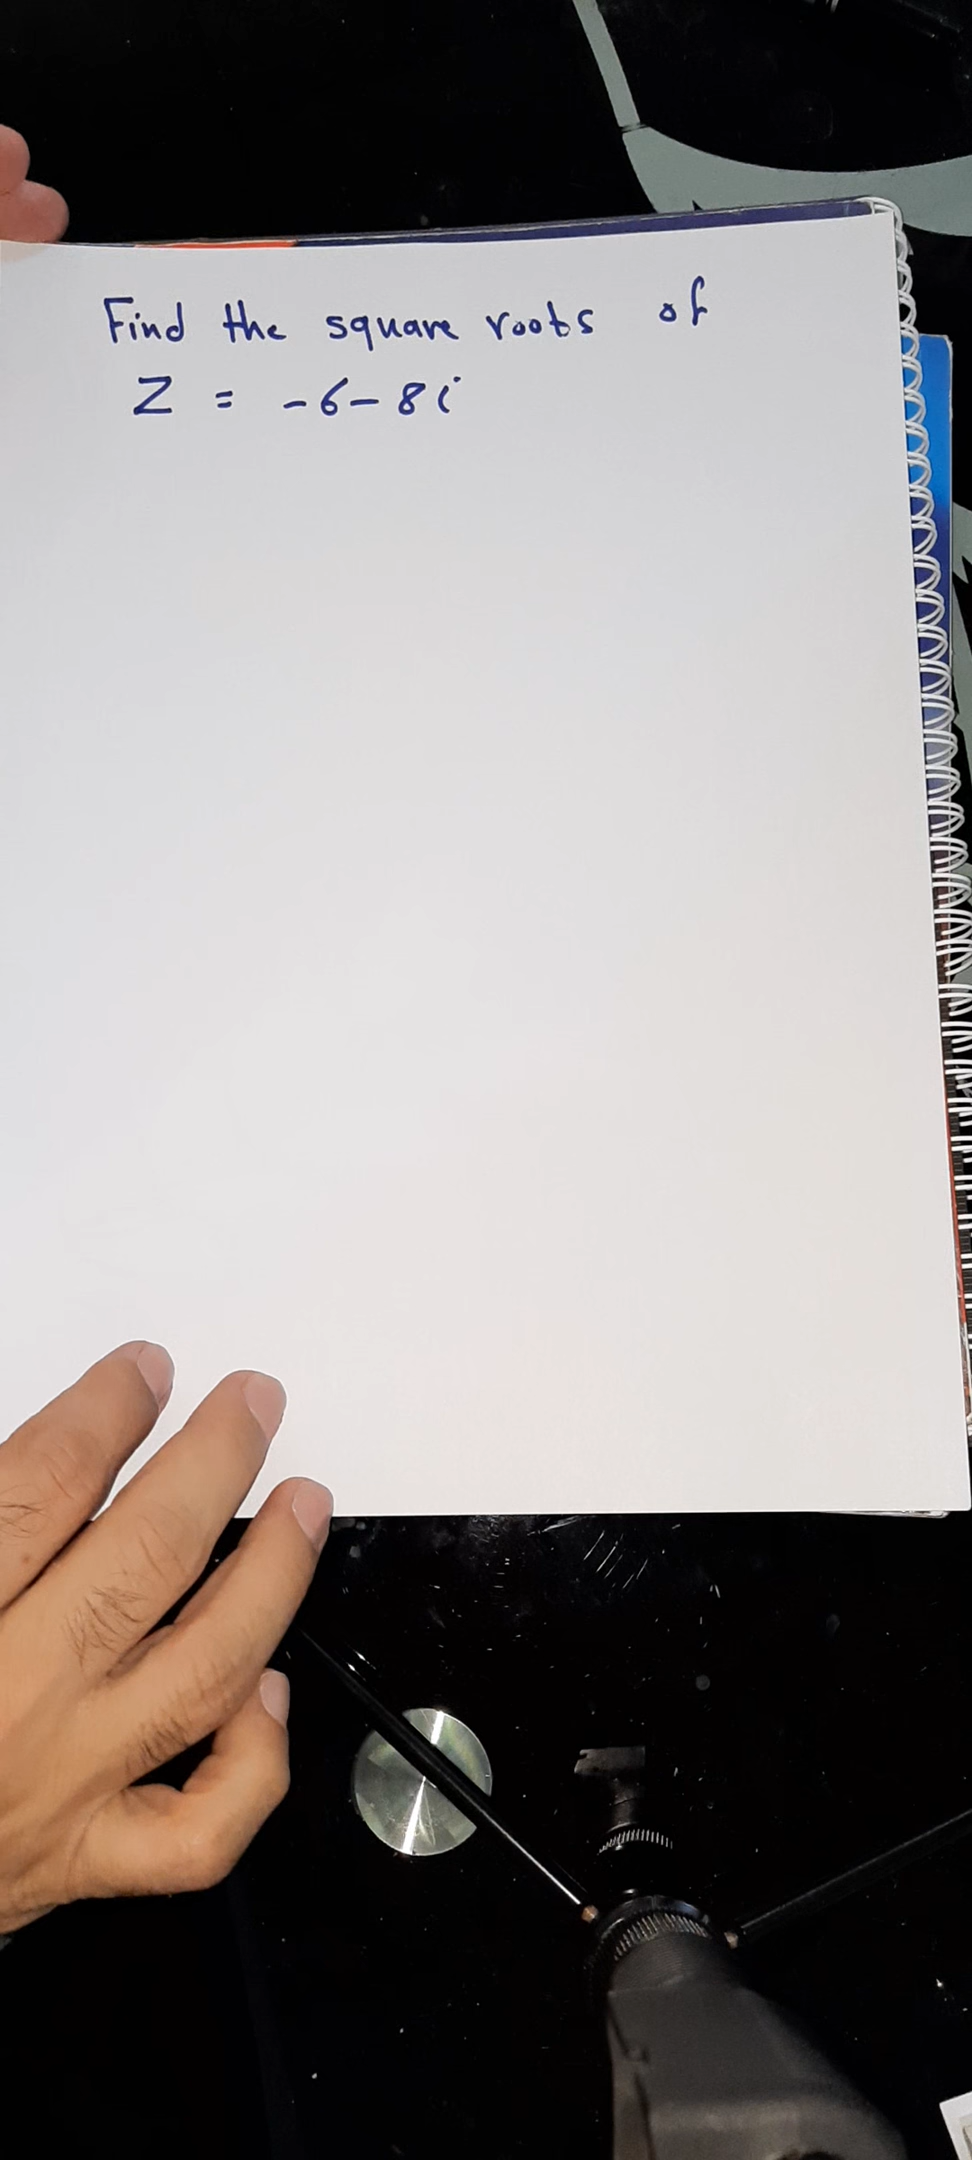 Find the square roots of
Z = -6-8i